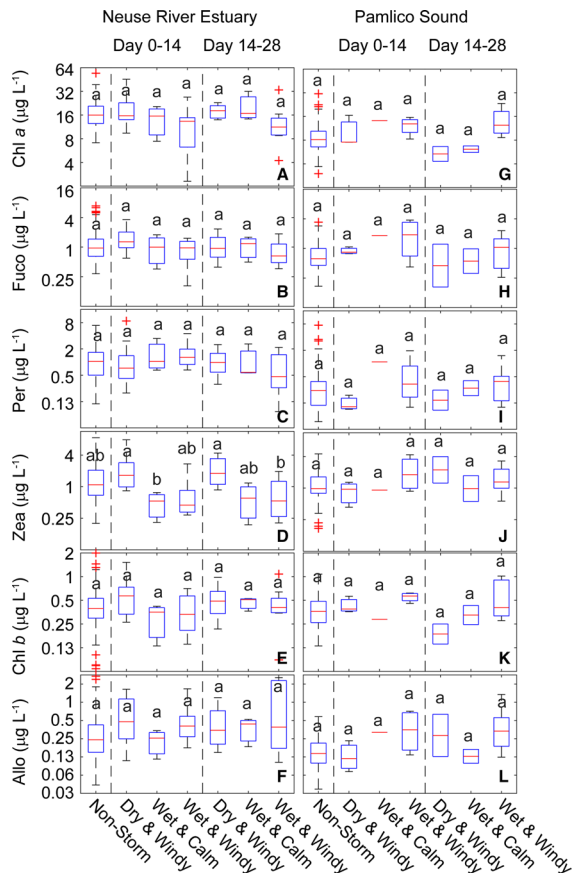 Neuse River Estuary Pamlico Sound
Day 0-14 Day 14-28 Day 0-14 Day 14-28
Chl a (µg L-1)
64
32
16
8
4
a a a a a a a
A
a a a a a a a
G
Fuco (µg L-1)
16
4
1
0.25
a a a a a a a
B
a a a a a a a
H
Per (µg L-1)
8
2
0.5
0.13
a a a a a a a
C
a a a a a a a
I
Zea (µg L-1)
4
1
0.25
ab a b ab a ab b
D
a a a a a a a
J
Chl b (µg L-1)
2
1
0.5
0.25
0.13
a a a a a a a
E
a a a a a a a
K
Allo (µg L-1)
2
1
0.5
0.25
0.13
0.06
0.03
a a a a a a a
F
a a a a a a a
L
Non-Storm
Dry & Windy
Wet & Calm
Wet & Windy
Dry & Windy
Wet & Calm
Wet & Windy
Non-Storm
Dry & Windy
Wet & Calm
Wet & Windy
Dry & Windy
Wet & Calm
Wet & Windy